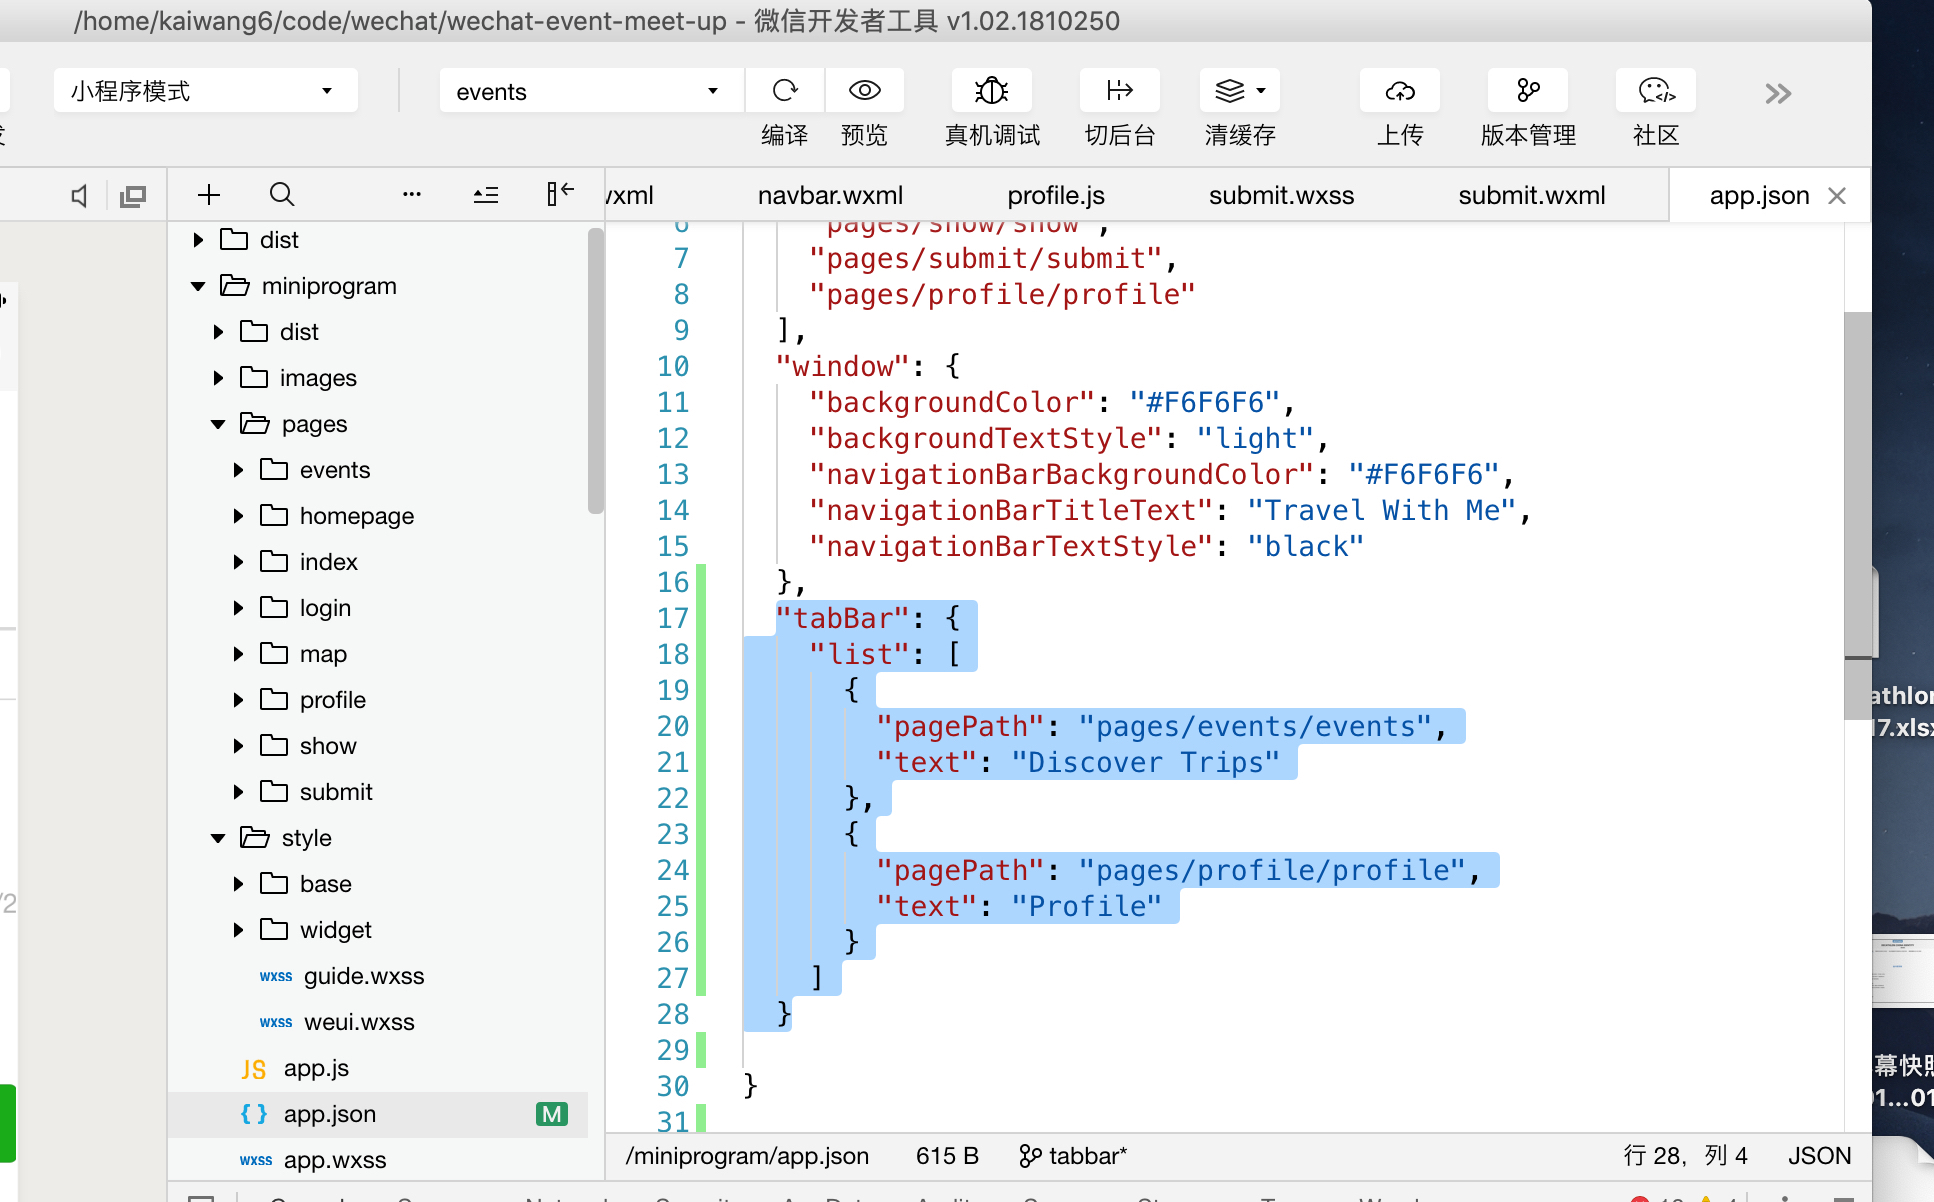 /home/kaiwang6/code/wechat/wechat-event-meet-up - 微信开发者工具 v1.02.1810250
小程序模式
events
编译
预览
真机调试
切后台
清缓存
上传
版本管理
社区
navbar.wxml
profile.js
submit.wxss
submit.wxml
app.json
dist
miniprogram
dist
images
pages
events
homepage
index
login
map
profile
show
submit
style
base
widget
wxss guide.wxss
wxss weui.wxss
JS app.js
{ } app.json M
wxss app.wxss
6 "pages/show/show",
7 "pages/submit/submit",
8 "pages/profile/profile"
9 ],
10 "window": {
11 "backgroundColor": "#F6F6F6",
12 "backgroundTextStyle": "light",
13 "navigationBarBackgroundColor": "#F6F6F6",
14 "navigationBarTitleText": "Travel With Me",
15 "navigationBarTextStyle": "black"
16 },
17 "tabBar": {
18 "list": [
19 {
20 "pagePath": "pages/events/events",
21 "text": "Discover Trips"
22 },
23 {
24 "pagePath": "pages/profile/profile",
25 "text": "Profile"
26 }
27 ]
28 }
29
30 }
31
/miniprogram/app.json
615 B
tabbar*
行 28, 列 4
JSON